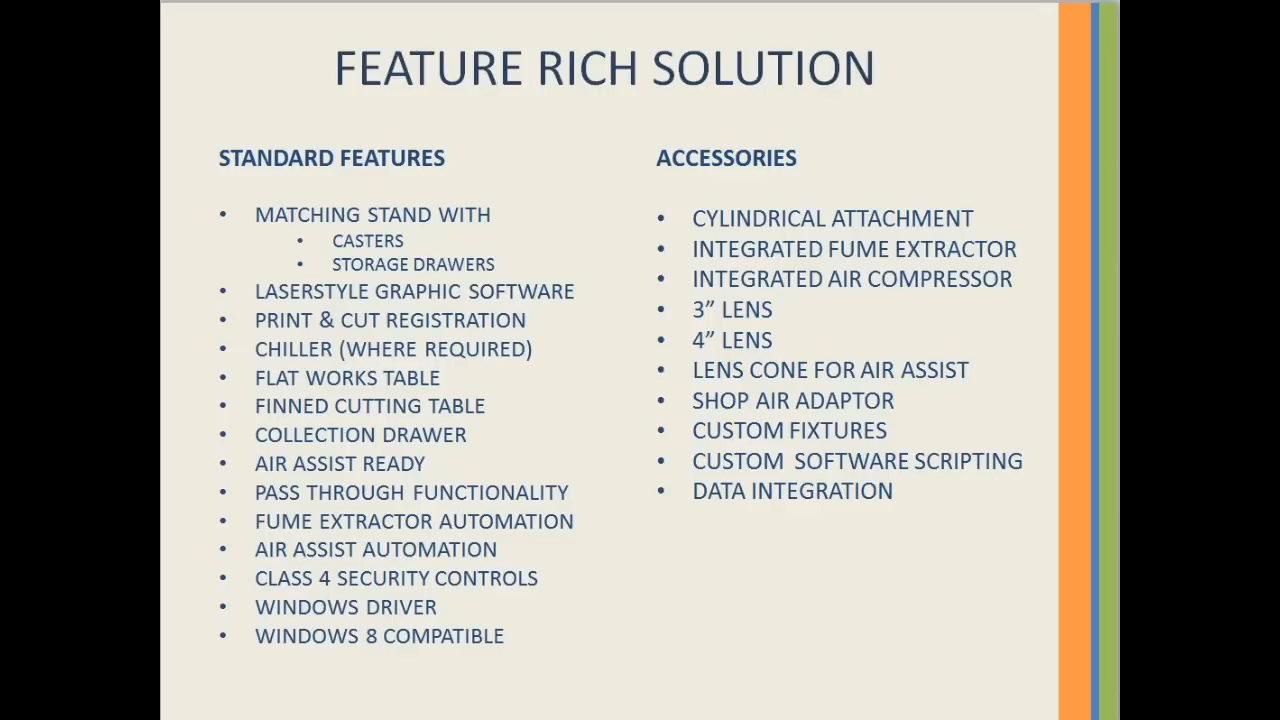 FEATURE RICH SOLUTION
STANDARD FEATURES
• MATCHING STAND WITH
• CASTERS
• STORAGE DRAWERS
• LASERSTYLE GRAPHIC SOFTWARE
• PRINT & CUT REGISTRATION
• CHILLER (WHERE REQUIRED)
• FLAT WORKS TABLE
• FINNED CUTTING TABLE
• COLLECTION DRAWER
• AIR ASSIST READY
• PASS THROUGH FUNCTIONALITY
• FUME EXTRACTOR AUTOMATION
• AIR ASSIST AUTOMATION
• CLASS 4 SECURITY CONTROLS
• WINDOWS DRIVER
• WINDOWS 8 COMPATIBLE
ACCESSORIES
• CYLINDRICAL ATTACHMENT
• INTEGRATED FUME EXTRACTOR
• INTEGRATED AIR COMPRESSOR
• 3” LENS
• 4” LENS
• LENS CONE FOR AIR ASSIST
• SHOP AIR ADAPTOR
• CUSTOM FIXTURES
• CUSTOM  SOFTWARE SCRIPTING
• DATA INTEGRATION